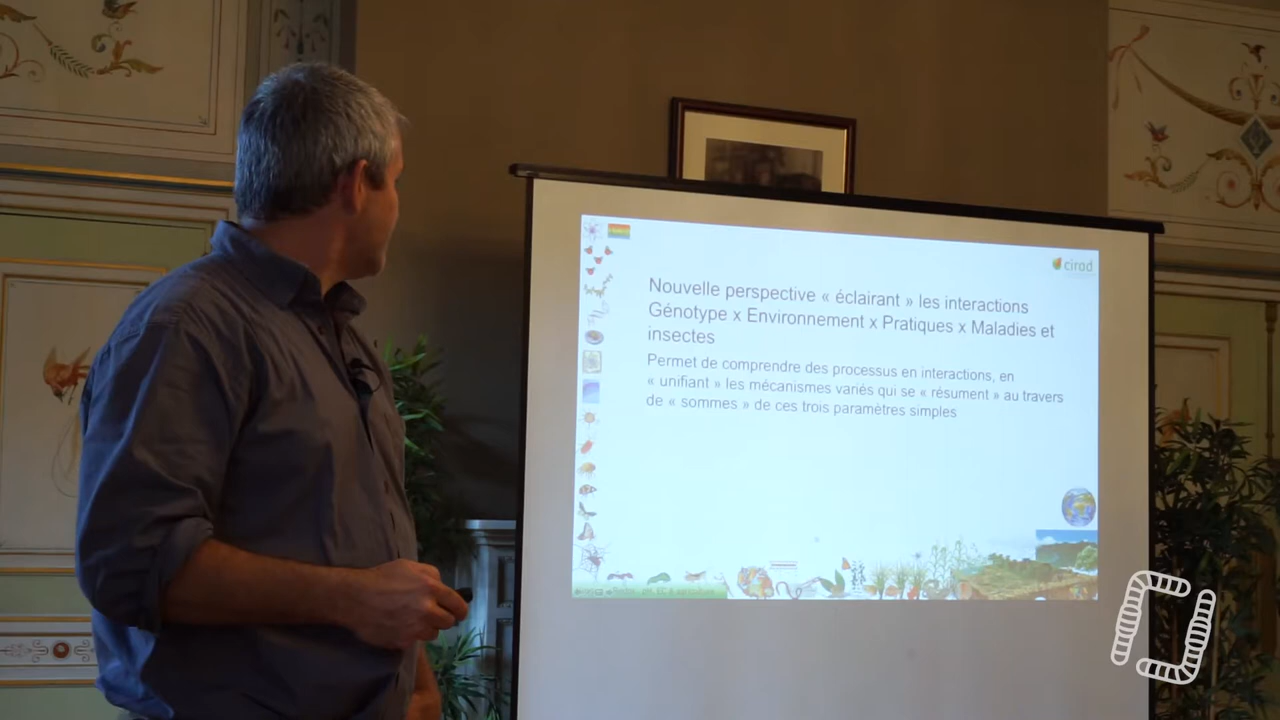 cirad
Nouvelle perspective « éclairant » les interactions
Génotype x Environnement x Pratiques x Maladies et
insectes
Permet de comprendre des processus en interactions, en
« unifiant » les mécanismes variés qui se « résument » au travers
de « sommes » de ces trois paramètres simples